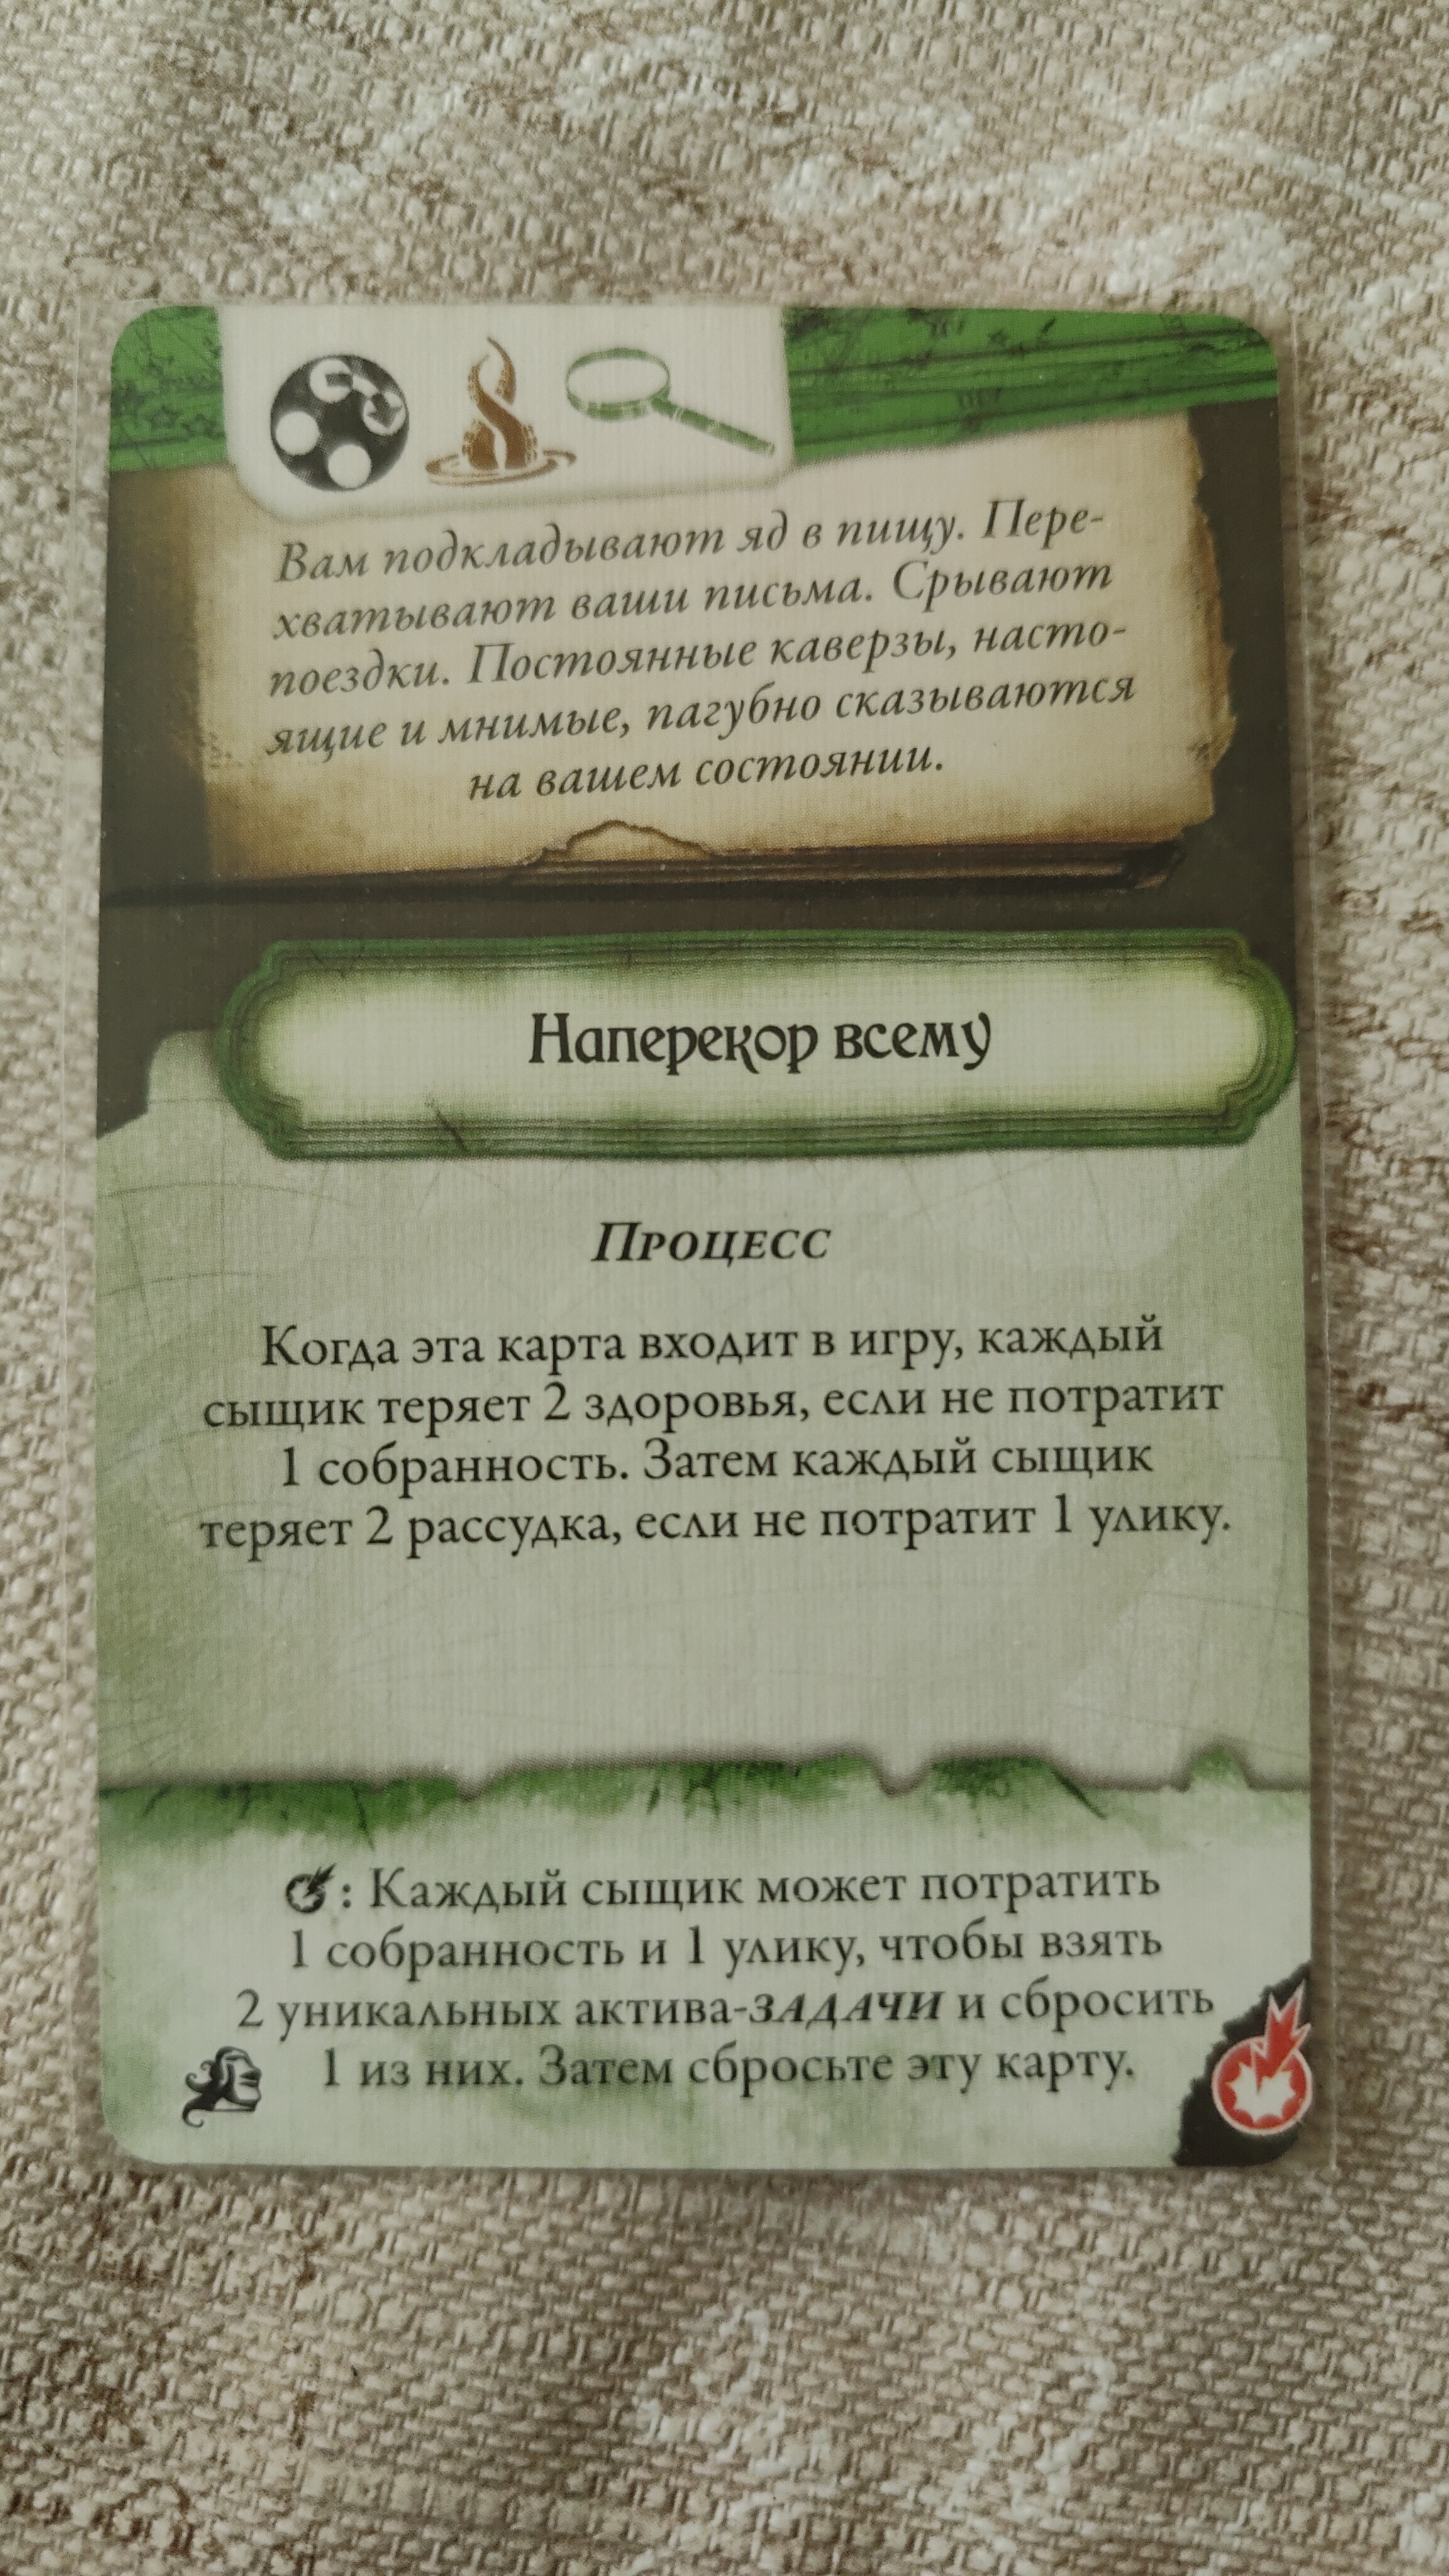 Вам подкладывают яд в пищу. Пере-
хватывают ваши письма. Срывают
поездки. Постоянные каверзы, насто-
ящие и мнимые, пагубно сказываются
на вашем состоянии.
Наперекор всему
Процесс
Когда эта карта входит в игру, каждый
сыщик теряет 2 здоровья, если не потратит
1 собранность. Затем каждый сыщик
теряет 2 рассудка, если не потратит 1 улику.
: Каждый сыщик может потратить
1 собранность и 1 улику, чтобы взять
2 уникальных актива-ЗАДАЧИ и сбросить
1 из них. Затем сбросьте эту карту.